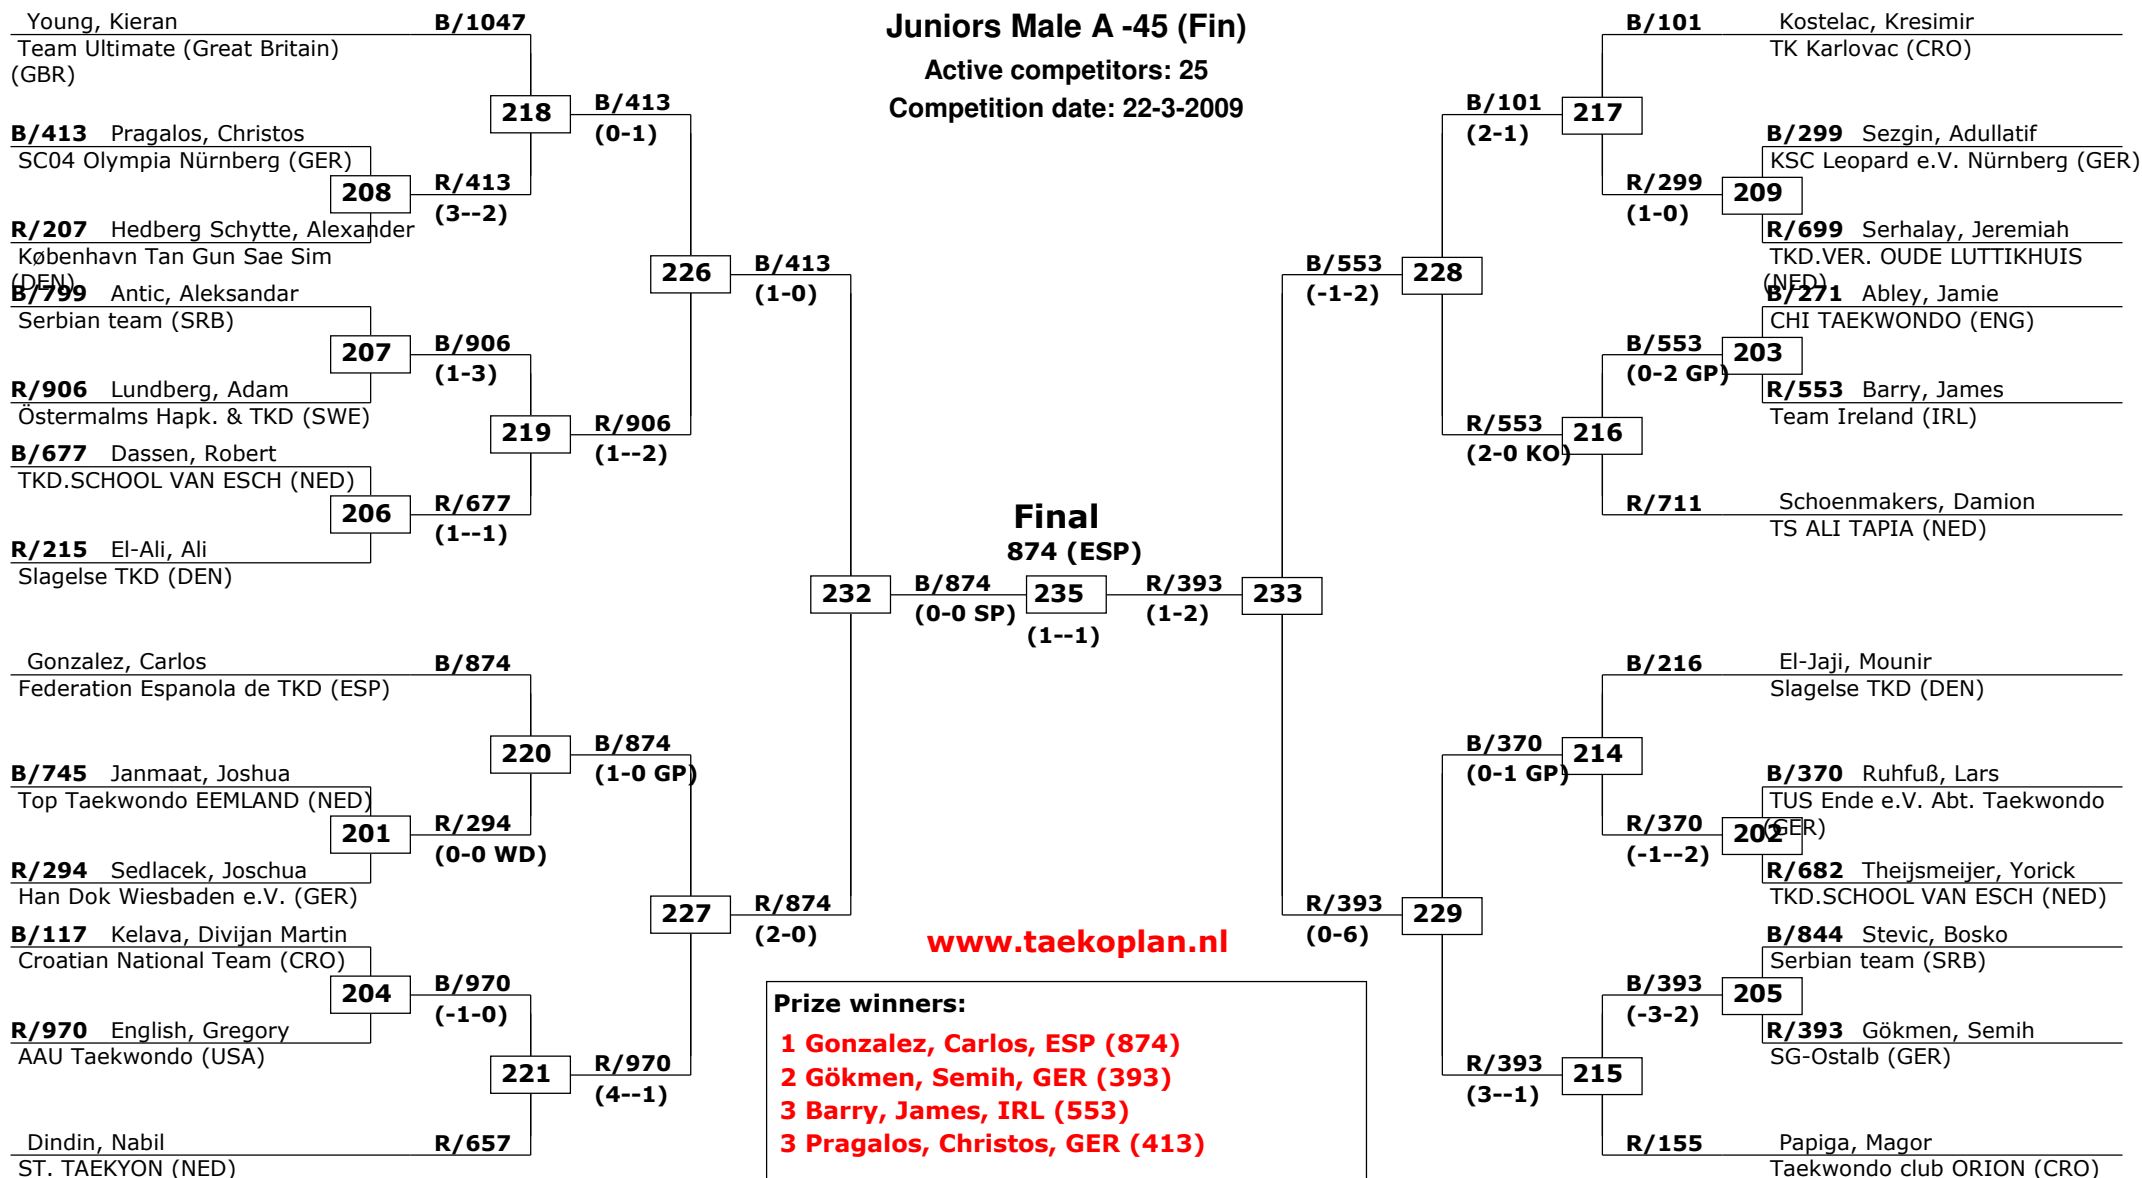 Juniors Male A -45 (Fin)
Active competitors: 25
Competition date: 22-3-2009
Young, Kieran
B/1047
Team Ultimate (Great Britain)
(GBR)
218
B/413
(0-1)
B/413 Pragalos, Christos
SC04 Olympia Nürnberg (GER)
208
R/413
(3--2)
R/207 Hedberg Schytte, Alexander
København Tan Gun Sae Sim
(DEN)
226
B/413
(1-0)
B/799 Antic, Aleksandar
Serbian team (SRB)
207
B/906
(1-3)
R/906 Lundberg, Adam
Östermalms Hapk. & TKD (SWE)
219
R/906
(1--2)
B/677 Dassen, Robert
TKD.SCHOOL VAN ESCH (NED)
206
R/677
(1--1)
R/215 El-Ali, Ali
Slagelse TKD (DEN)
232
B/874
(0-0 SP)
Final
874 (ESP)
235
(1--1)
R/393
(1-2)
233
Gonzalez, Carlos
B/874
Federation Espanola de TKD (ESP)
220
B/874
(1-0 GP)
B/745 Janmaat, Joshua
Top Taekwondo EEMLAND (NED)
201
R/294
(0-0 WD)
R/294 Sedlacek, Joschua
Han Dok Wiesbaden e.V. (GER)
227
R/874
(2-0)
B/117 Kelava, Divijan Martin
Croatian National Team (CRO)
204
B/970
(-1-0)
R/970 English, Gregory
AAU Taekwondo (USA)
221
R/970
(4--1)
Dindin, Nabil
R/657
ST. TAEKYON (NED)
B/101
Kostelac, Kresimir
TK Karlovac (CRO)
B/101
(2-1)
217
B/299 Sezgin, Adullatif
KSC Leopard e.V. Nürnberg (GER)
R/299
(1-0)
209
R/699 Serhalay, Jeremiah
TKD.VER. OUDE LUTTIKHUIS
(NED)
B/553
(-1-2)
228
B/271 Abley, Jamie
CHI TAEKWONDO (ENG)
B/553
(0-2 GP)
203
R/553 Barry, James
Team Ireland (IRL)
R/553
(2-0 KO)
216
R/711
Schoenmakers, Damion
TS ALI TAPIA (NED)
B/216
El-Jaji, Mounir
Slagelse TKD (DEN)
B/370
(0-1 GP)
214
B/370 Ruhfuß, Lars
TUS Ende e.V. Abt. Taekwondo
(GER)
R/370
(-1--2)
202
R/682 Theijsmeijer, Yorick
TKD.SCHOOL VAN ESCH (NED)
R/393
(0-6)
229
B/844 Stevic, Bosko
Serbian team (SRB)
B/393
(-3-2)
205
R/393 Gökmen, Semih
SG-Ostalb (GER)
R/393
(3--1)
215
R/155
Papiga, Magor
Taekwondo club ORION (CRO)
www.taekoplan.nl
Prize winners:
1 Gonzalez, Carlos, ESP (874)
2 Gökmen, Semih, GER (393)
3 Barry, James, IRL (553)
3 Pragalos, Christos, GER (413)